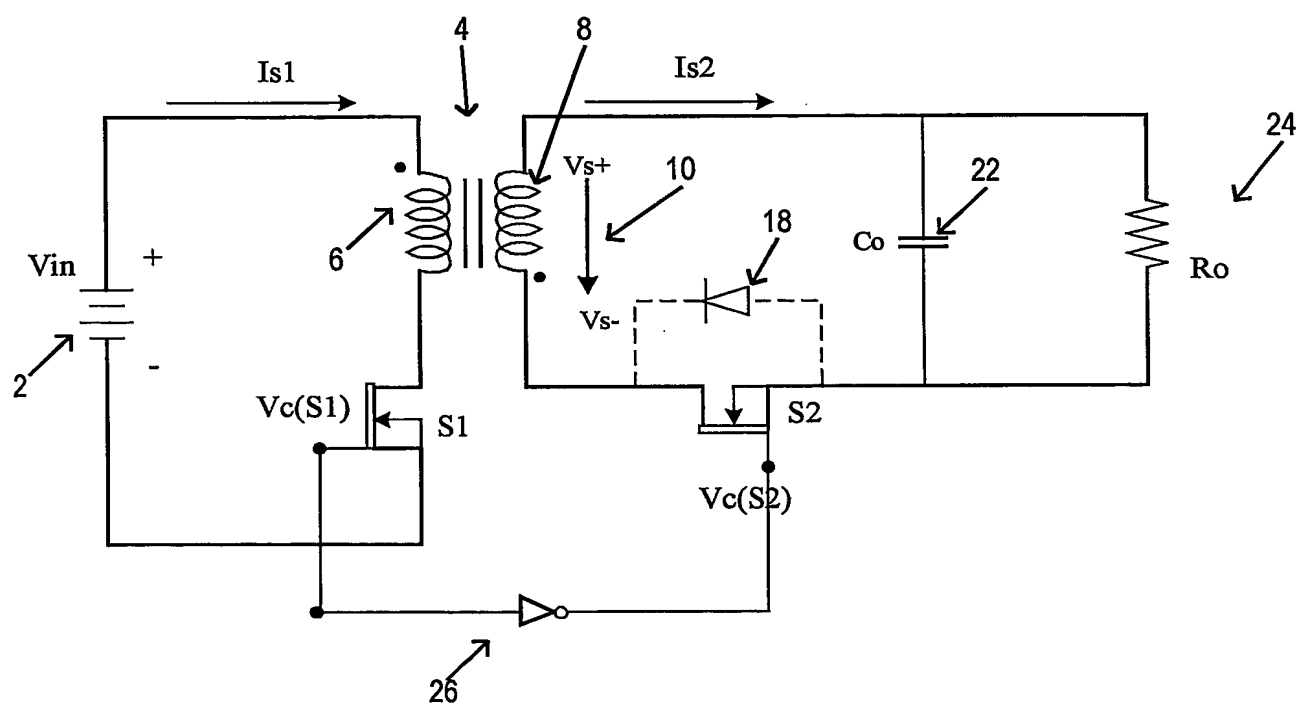 4
8
Is1
Is2
24
Vs+
10
22
18
6
Co
Vin
+
Ro
Vs-
-
2
Vc(S1)
S1
S2
Vc(S2)
26